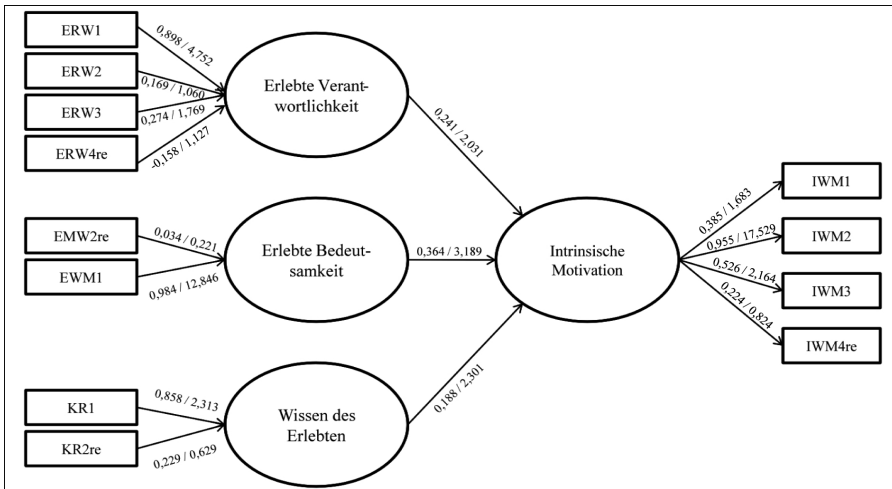 ERW1
0,898 / 4,752
ERW2
0,169 / 1,060
ERW3
0,274 / 1,769
ERW4re
-0,158 / 1,127
Erlebte Verant-
wortlichkeit
0,241 / 2,031
EMW2re
0,034 / 0,221
EWM1
0,984 / 12,846
Erlebte Bedeut-
samkeit
0,364 / 3,189
KR1
0,858 / 2,313
KR2re
0,229 / 0,629
Wissen des
Erlebten
0,188 / 2,301
Intrinsische
Motivation
0,385 / 1,683
IWM1
0,955 / 17,529
IWM2
0,526 / 2,164
IWM3
0,224 / 0,824
IWM4re